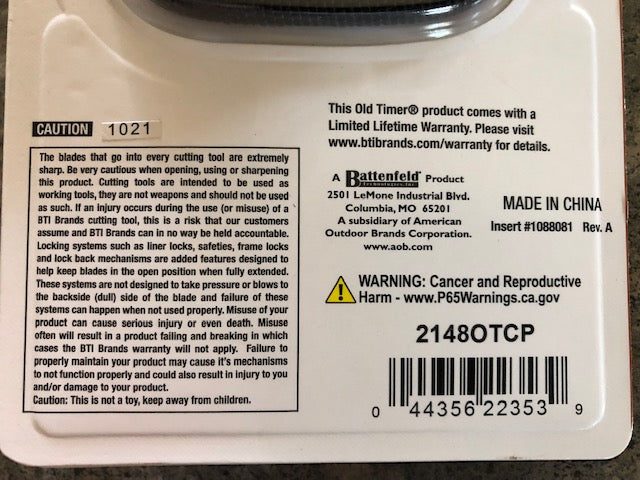 CAUTION 1021
The blades that go into every cutting tool are extremely
sharp. Be very cautious when opening, using or sharpening
this product. Cutting tools are intended to be used as
working tools, they are not weapons and should not be used
as such. If an injury occurs during the use (or misuse) of a
BTI Brands cutting tool, this is a risk that our customers
assume and BTI Brands can in no way be held accountable.
Locking systems such as liner locks, safeties, frame locks
and lock back mechanisms are added features designed to
help keep blades in the open position when fully extended.
These systems are not designed to take pressure or blows to
the backside (dull) side of the blade and failure of these
systems can happen when not used properly. Misuse of your
product can cause serious injury or even death. Misuse
often will result in a product failing and breaking in which
cases the BTI Brands warranty will not apply. Failure to
properly maintain your product may cause it's mechanisms
to not function properly and could also result in injury to you
and/or damage to your product.
Caution: This is not a toy, keep away from children.
This Old Timer® product comes with a
Limited Lifetime Warranty. Please visit
www.btibrands.com/warranty for details.
A Battenfeld Product
Technologies, Inc.
2501 LeMone Industrial Blvd.
Columbia, MO 65201
A subsidiary of American
Outdoor Brands Corporation.
www.aob.com
MADE IN CHINA
Insert #1088081 Rev. A
WARNING: Cancer and Reproductive
Harm - www.P65Warnings.ca.gov
2148OTCP
0 44356 22353 9